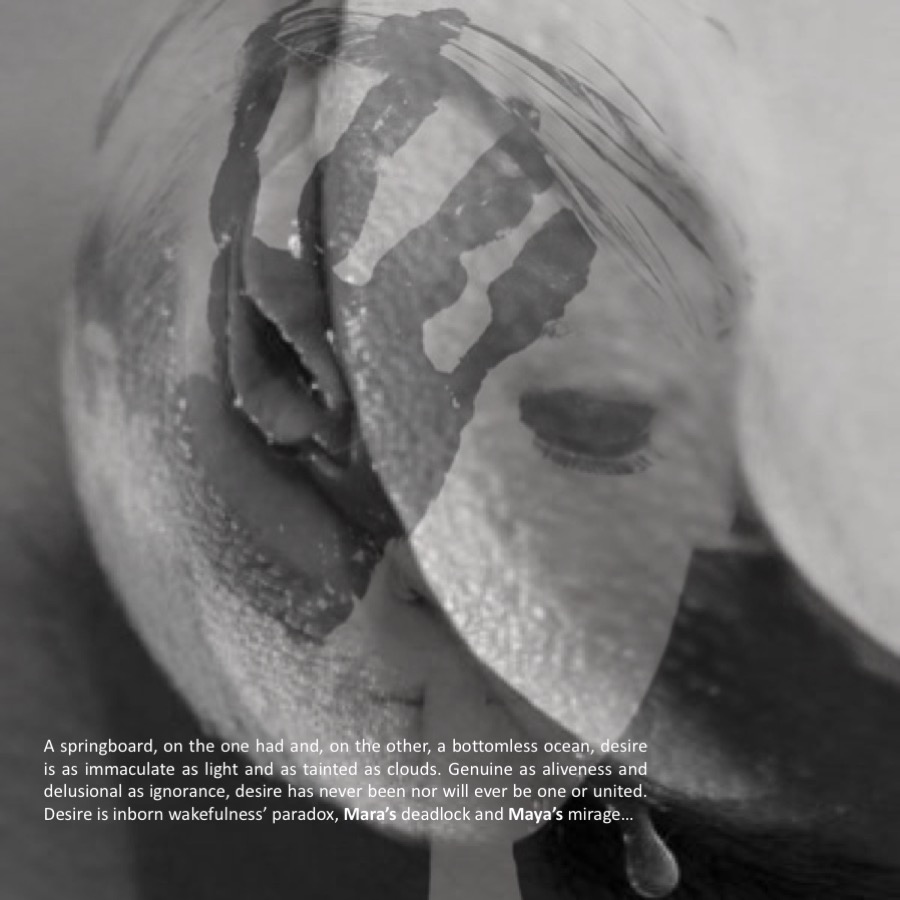 A springboard, on the one had and, on the other, a bottomless ocean, desire
is as immaculate as light and as tainted as clouds. Genuine as aliveness and
delusional as ignorance, desire has never been nor will ever be one or united.
Desire is inborn wakefulness’ paradox, Mara’s deadlock and Maya’s mirage…